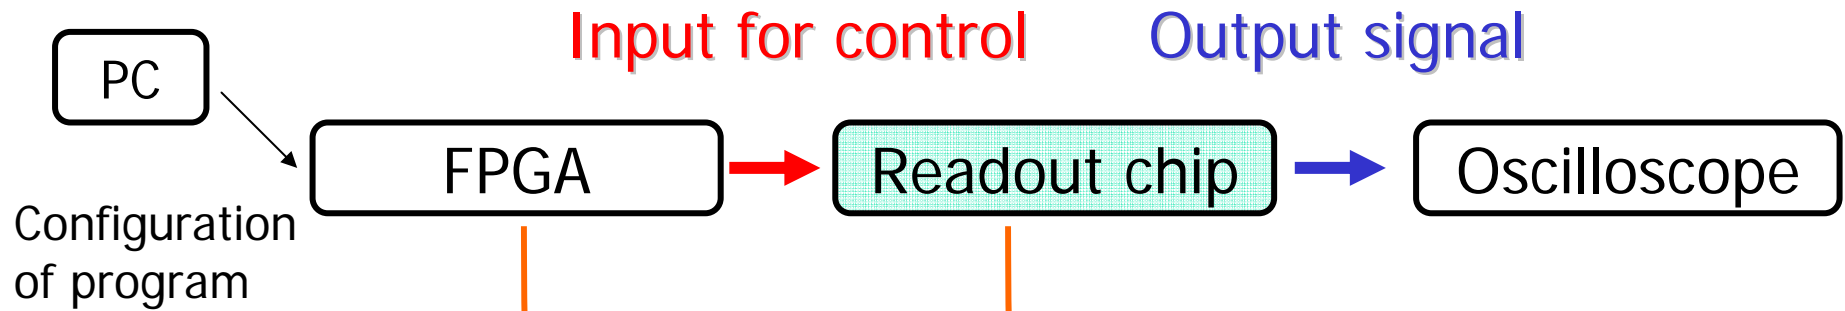 Input for control
Output signal
PC
FPGA
Readout chip
Oscilloscope
Configuration
of program